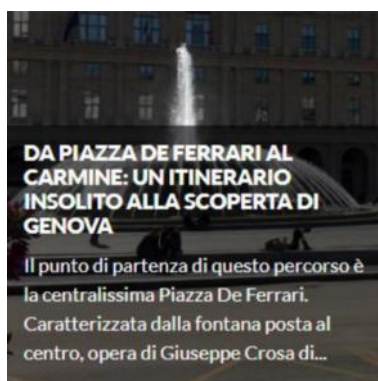 DA PIAZZA DE FERRARI AL
CARMINE: UN ITINERARIO
INSOLITO ALLA SCOPERTA DI
GENOVA
Il punto di partenza di questo percorso è
la centralissima Piazza De Ferrari.
Caratterizzata dalla fontana posta al
centro, opera di Giuseppe Crosa di...